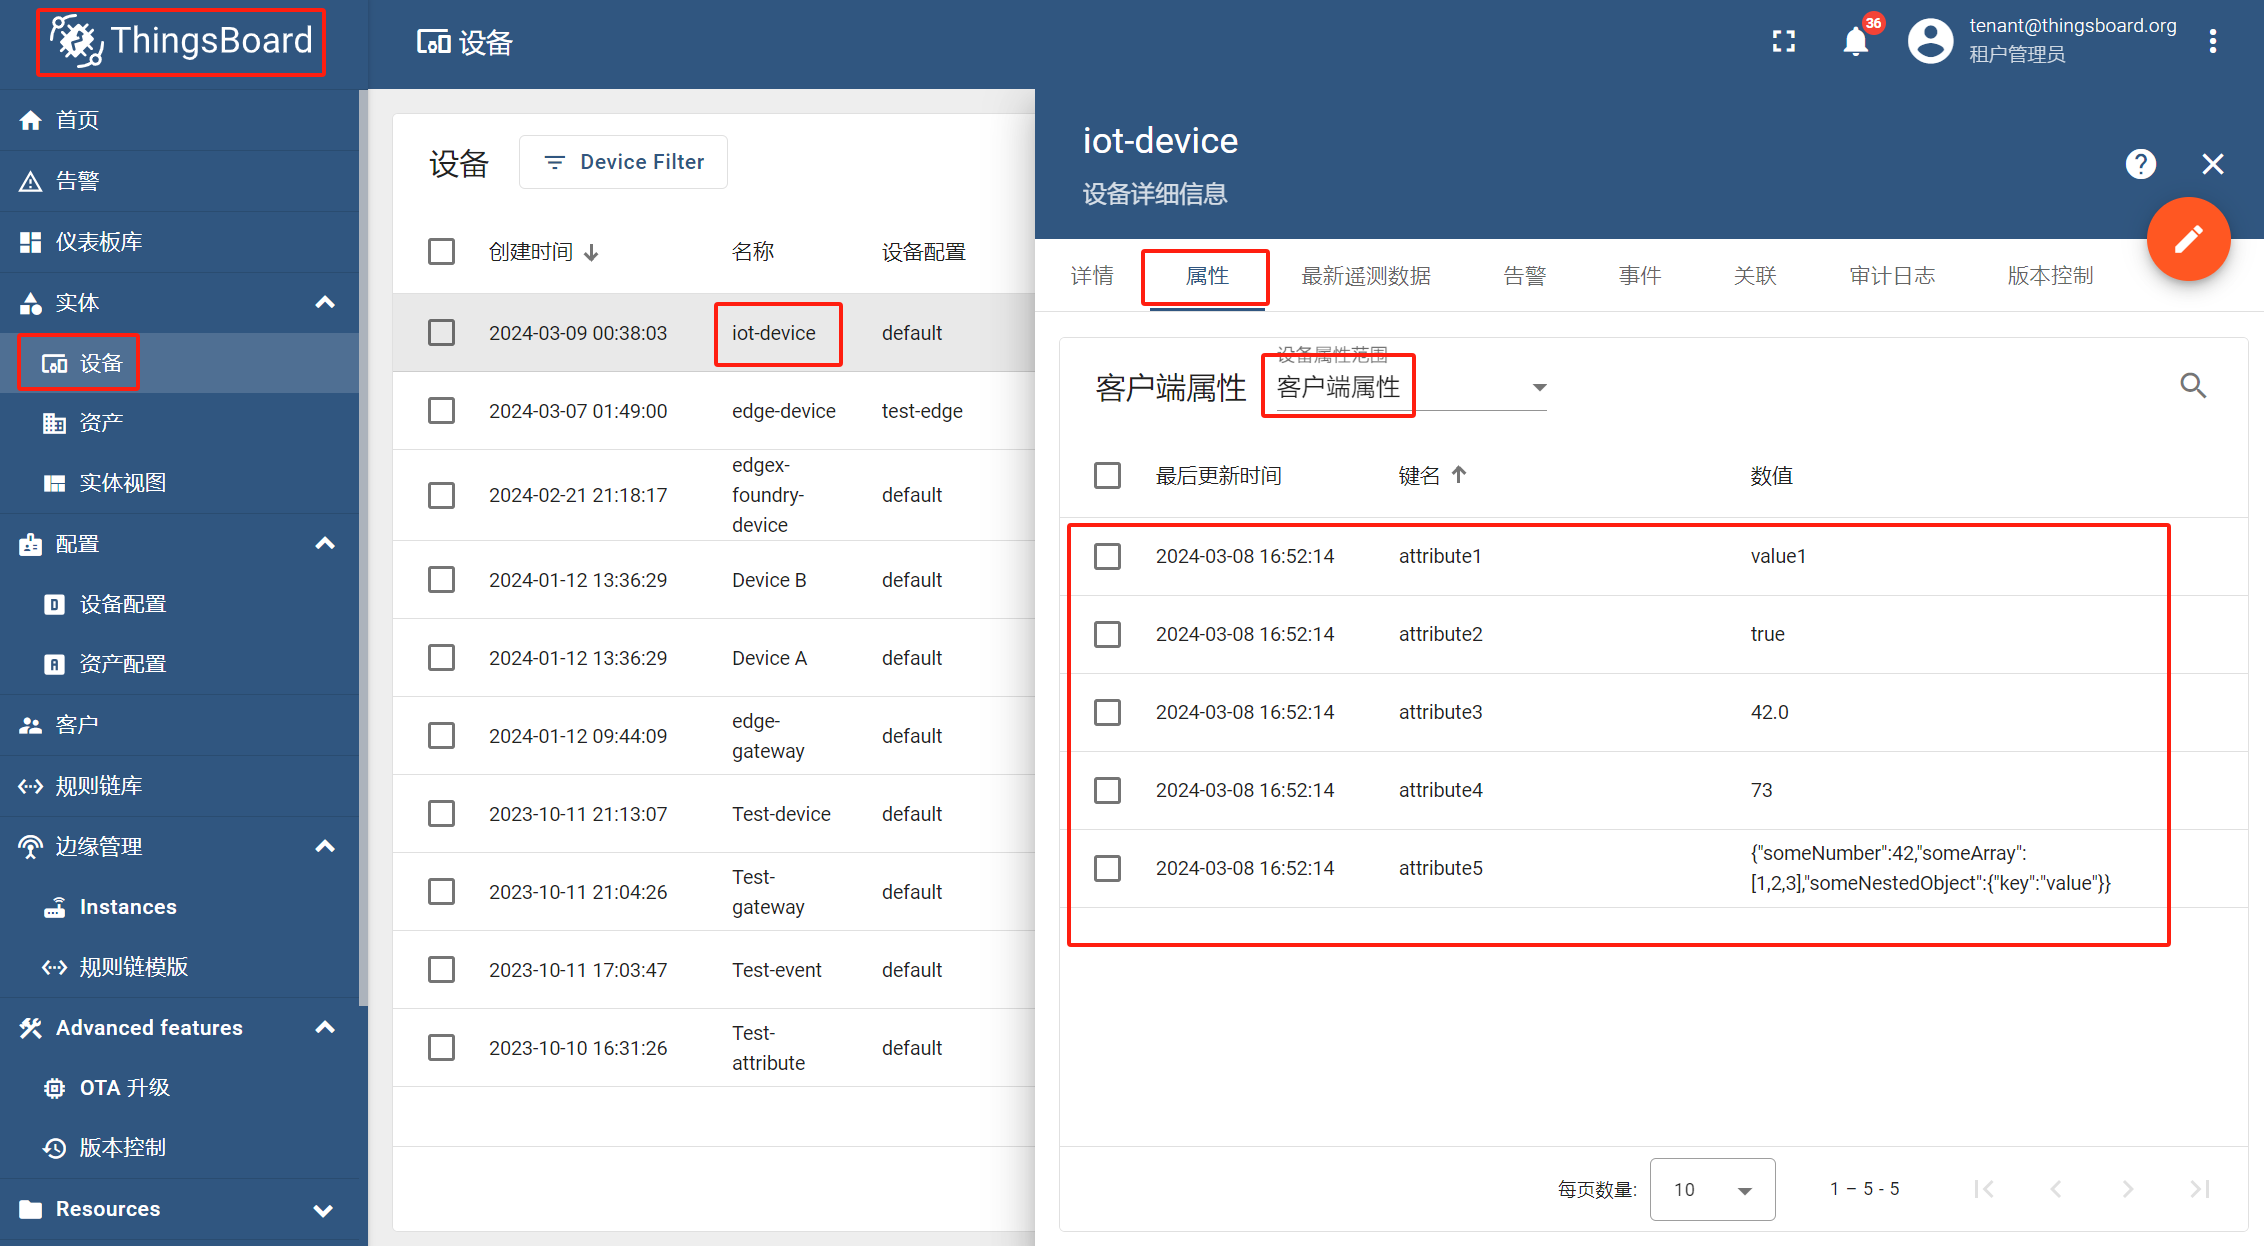 ThingsBoard
设备
36
tenant@thingsboard.org
租户管理员
首页
告警
仪表板库
实体
设备
资产
实体视图
配置
设备配置
资产配置
客户
规则链库
边缘管理
Instances
规则链模版
Advanced features
OTA 升级
版本控制
Resources
设备
Device Filter
创建时间 名称 设备配置
2024-03-09 00:38:03 iot-device default
2024-03-07 01:49:00 edge-device test-edge
2024-02-21 21:18:17 edgex-
foundry-
device default
2024-01-12 13:36:29 Device B default
2024-01-12 13:36:29 Device A default
2024-01-12 09:44:09 edge-
gateway default
2023-10-11 21:13:07 Test-device default
2023-10-11 21:04:26 Test-
gateway default
2023-10-11 17:03:47 Test-event default
2023-10-10 16:31:26 Test-
attribute default
iot-device
设备详细信息
详情 属性 最新遥测数据 告警 事件 关联 审计日志 版本控制
设备属性范围
客户端属性 客户端属性
最后更新时间 键名 数值
2024-03-08 16:52:14 attribute1 value1
2024-03-08 16:52:14 attribute2 true
2024-03-08 16:52:14 attribute3 42.0
2024-03-08 16:52:14 attribute4 73
2024-03-08 16:52:14 attribute5 {"someNumber":42,"someArray":
[1,2,3],"someNestedObject":{"key":"value"}}
每页数量: 10 1 – 5 - 5